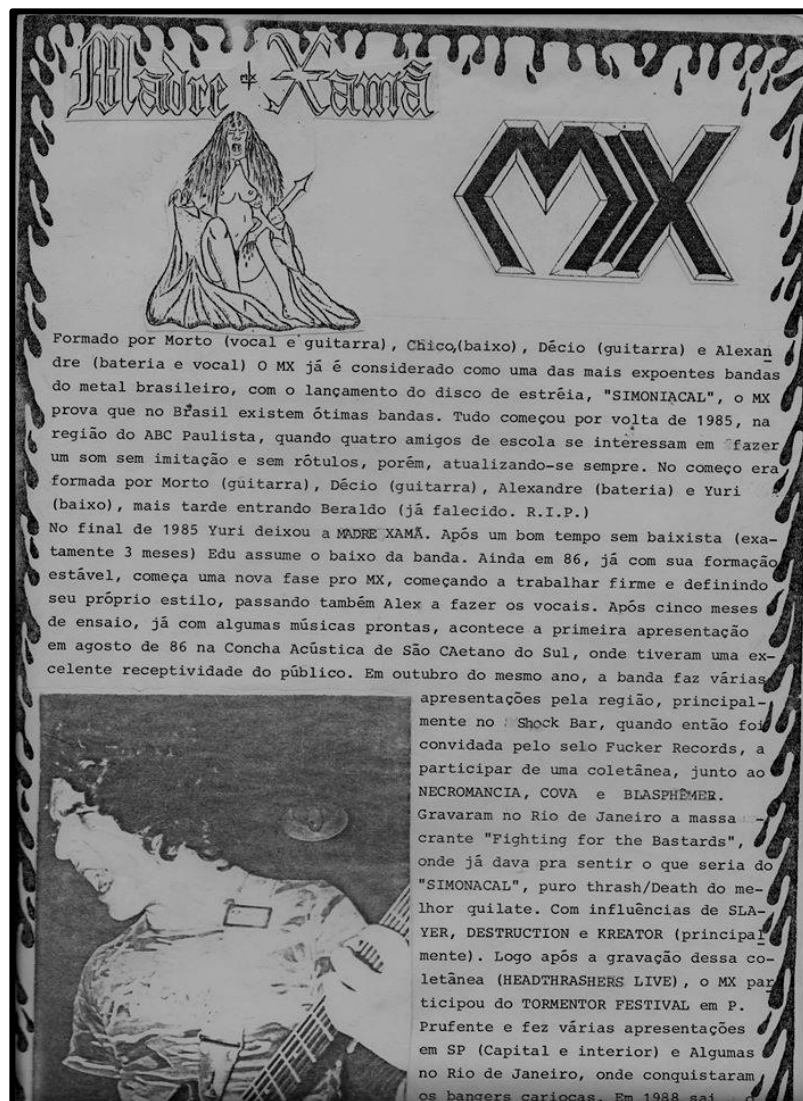 Madre Xamã
MX
MX
Formado por Morto (vocal e guitarra), Chico,(baixo), Décio (guitarra) e Alexan
dre (bateria e vocal) O MX já é considerado como uma das mais expoentes bandas
do metal brasileiro, com o lançamento do disco de estréia, "SIMONIACAL", o MX
prova que no Brasil existem ótimas bandas. Tudo começou por volta de 1985, na
região do ABC Paulista, quando quatro amigos de escola se interessam em fazer
um som sem imitação e sem rótulos, porém, atualizando-se sempre. No começo era
formada por Morto (guitarra), Décio (guitarra), Alexandre (bateria) e Yuri
(baixo), mais tarde entrando Beraldo (já falecido. R.I.P.)
No final de 1985 Yuri deixou a MADRE XAMÃ. Após um bom tempo sem baixista (exa-
tamente 3 meses) Edu assume o baixo da banda. Ainda em 86, já com sua formação
estável, começa uma nova fase pro MX, começando a trabalhar firme e definindo
seu próprio estilo, passando também Alex a fazer os vocais. Após cinco meses
de ensaio, já com algumas músicas prontas, acontece a primeira apresentação
em agosto de 86 na Concha Acústica de São CAetano do Sul, onde tiveram uma ex-
celente receptividade do público. Em outubro do mesmo ano, a banda faz várias
apresentações pela região, principal-
mente no Shock Bar, quando então foi
convidada pelo selo Fucker Records, a
participar de uma coletânea, junto ao
NECROMANCIA, COVA e BLASPHEMER.
Gravaram no Rio de Janeiro a massa -
crante "Fighting for the Bastards",
onde já dava pra sentir o que seria do
"SIMONACAL", puro thrash/Death do me-
lhor quilate. Com influências de SLA-
YER, DESTRUCTION e KREATOR (principal
mente). Logo após a gravação dessa co-
letânea (HEADTHRASHERS LIVE), o MX par
ticipou do TORMENTOR FESTIVAL em P.
Prufente e fez várias apresentações
em SP (Capital e interior) e Algumas
no Rio de Janeiro, onde conquistaram
os bangers cariocas. Em 1988 sai o